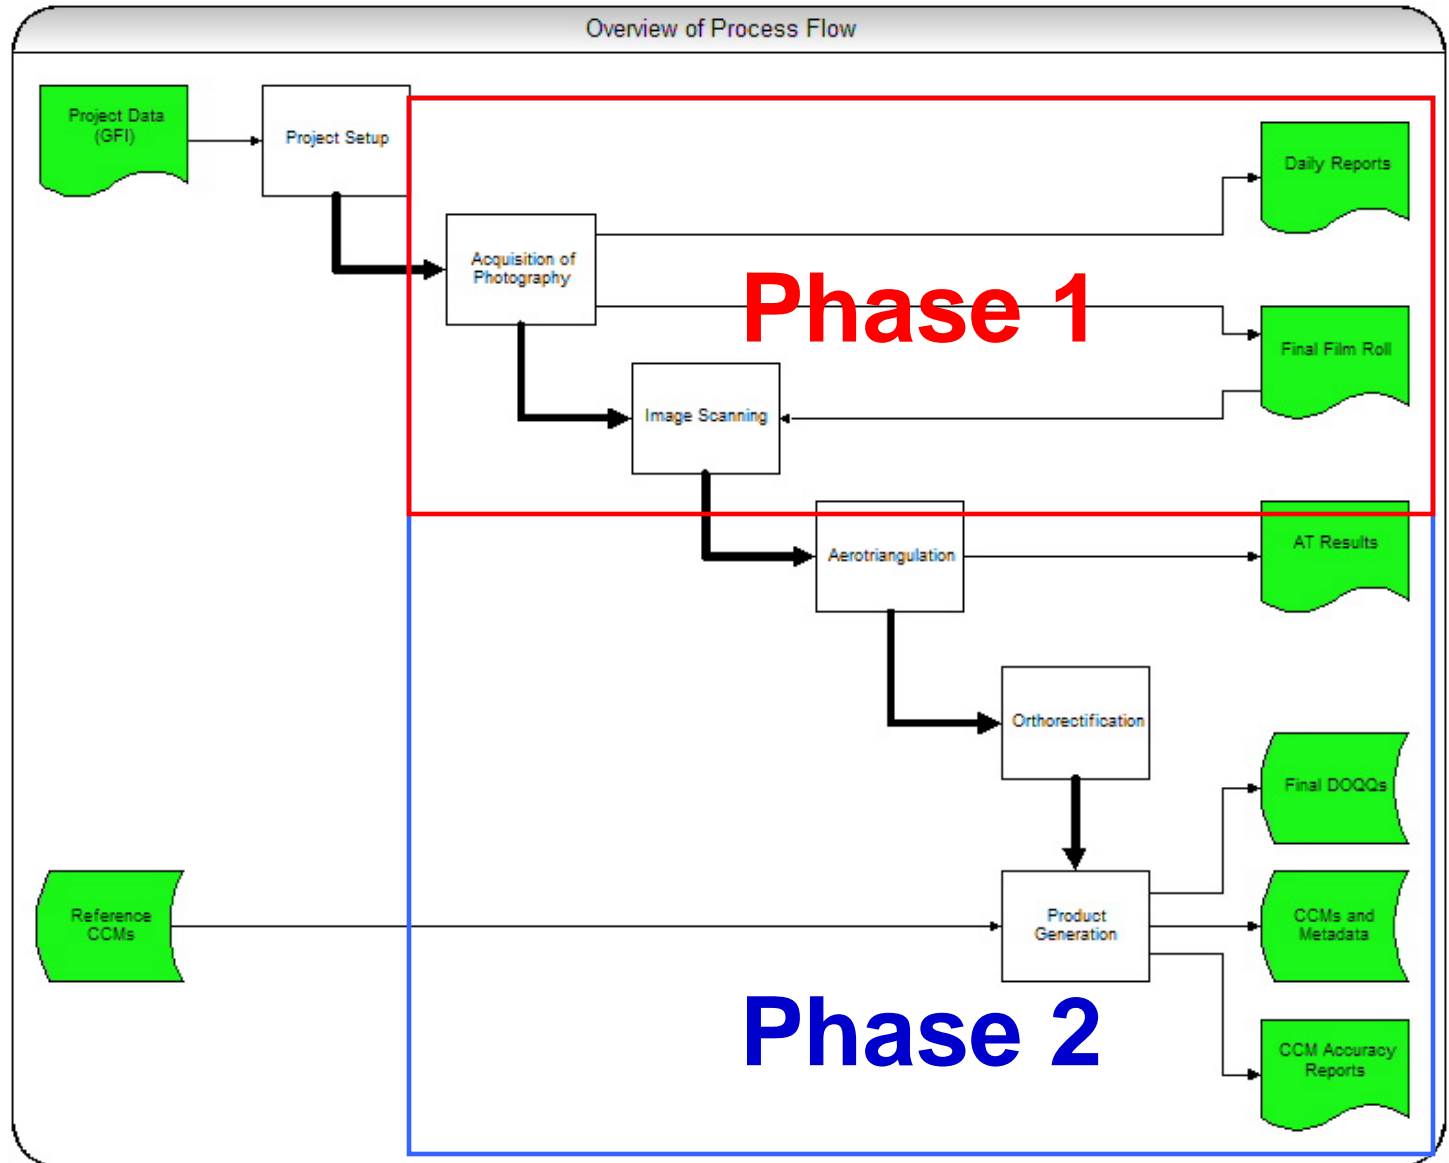 Overview of Process Flow
Project Data
(GFI)
Project Setup
Daily Reports
Acquisition of
Photography
Phase 1
Final Film Roll
Image Scanning
AT Results
Aerotriangulation
Orthorectification
Final DOQQs
Reference
CCMs
Product
Generation
CCMs and
Metadata
Phase 2
CCM Accuracy
Reports